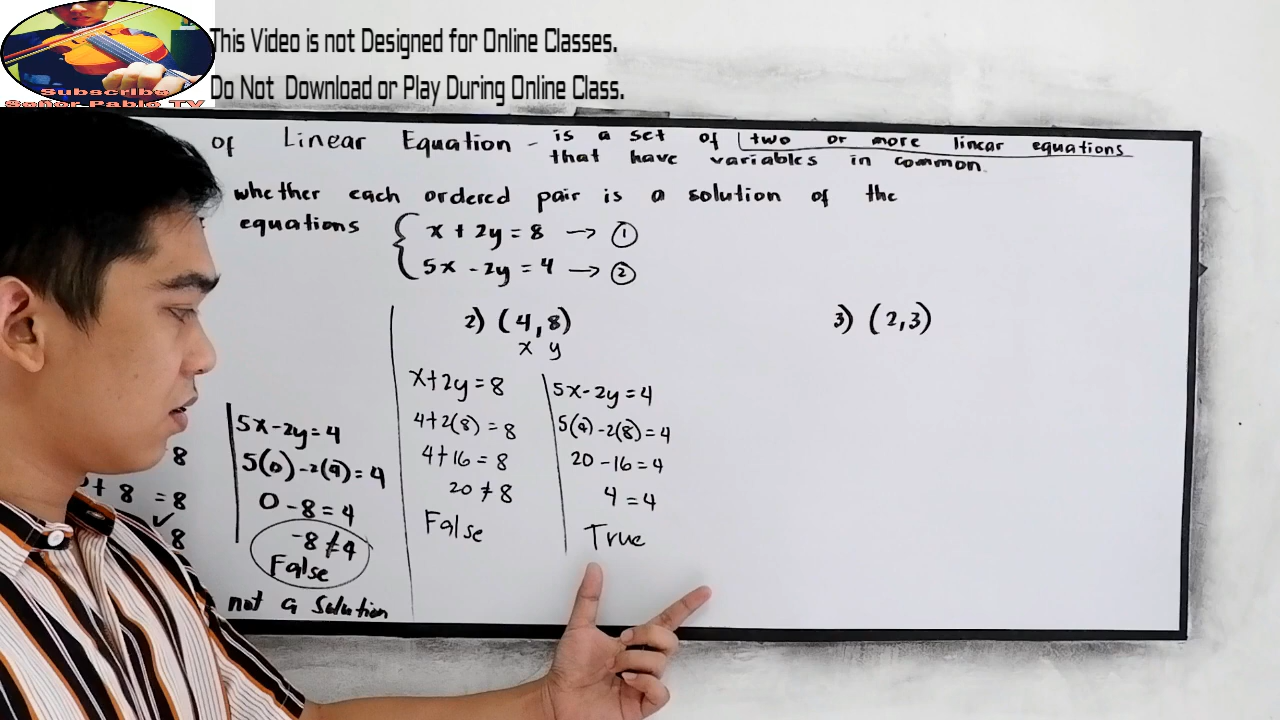 This Video is not Designed for Online Classes.
Do Not Download or Play During Online Class.
Subscribe
Señor Pablo TV
of Linear Equation - is a set of two or more linear equations
that have variables in common.
whether each ordered pair is a solution of the
equations { x + 2y = 8 → ①
5x - 2y = 4 → ②
8
+ 8 = 8
✓
8
5x - 2y = 4
5(0) - 2(4) = 4
0 - 8 = 4
-8 ≠ 4
False
not a solution
2) (4,8)
x y
x+2y = 8
4+2(8) = 8
4+16 = 8
20 ≠ 8
False
5x-2y=4
5(4)-2(8)=4
20 -16=4
4 =4
True
3) (2,3)